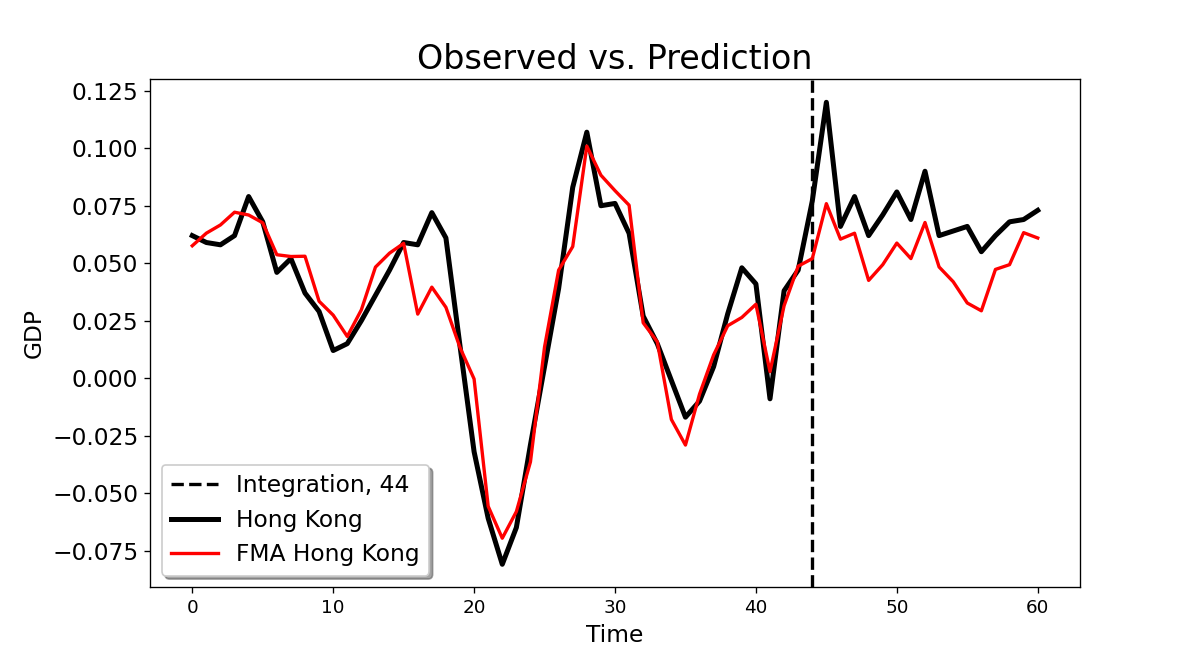 Observed vs. Prediction
GDP
0.125
0.100
0.075
0.050
0.025
0.000
−0.025
−0.050
−0.075
Integration, 44
Hong Kong
FMA Hong Kong
0 10 20 30 40 50 60
Time